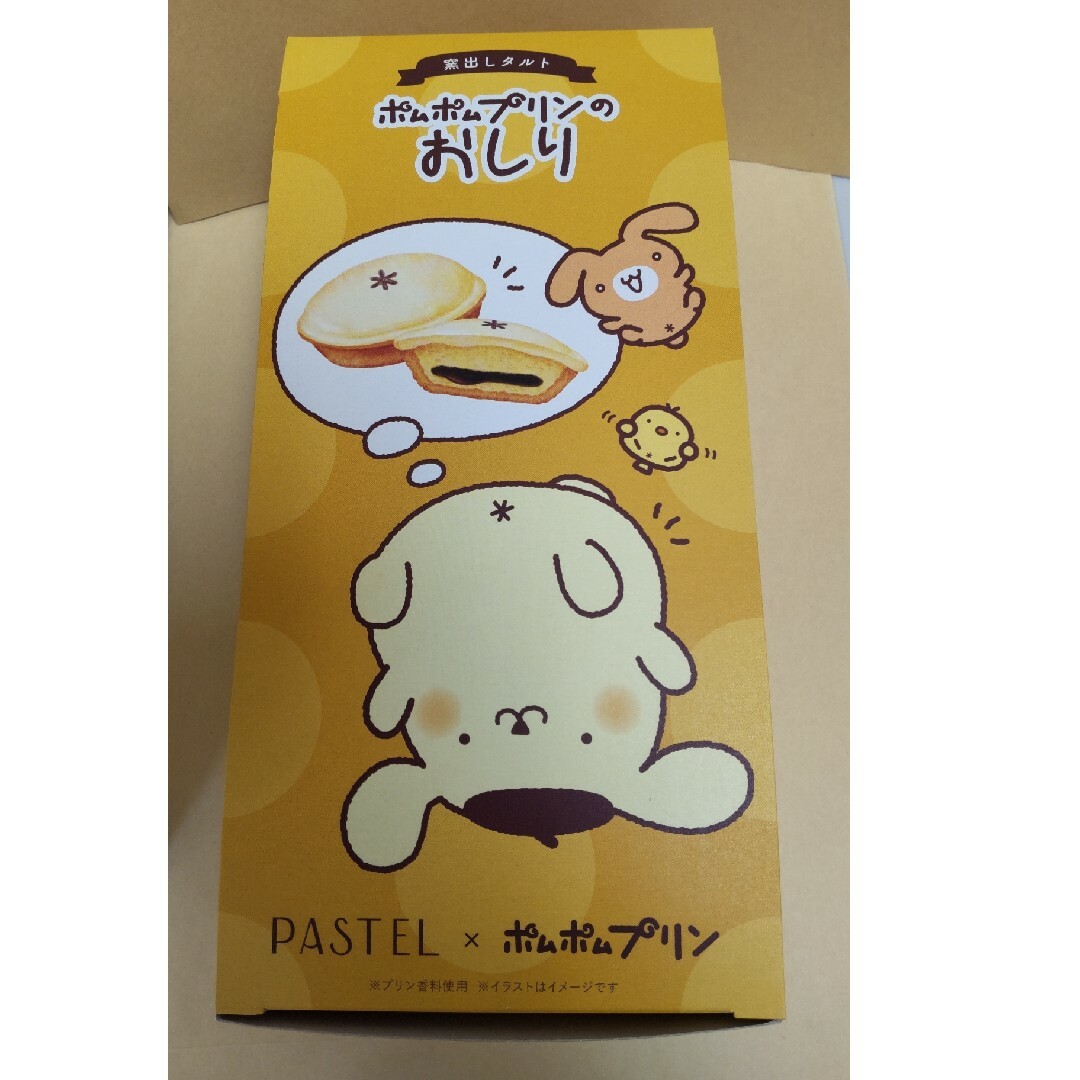 窯出しタルト
ポムポムプリンの
おしり
PASTEL × ポムポムプリン
※プリン香料使用 ※イラストはイメージです